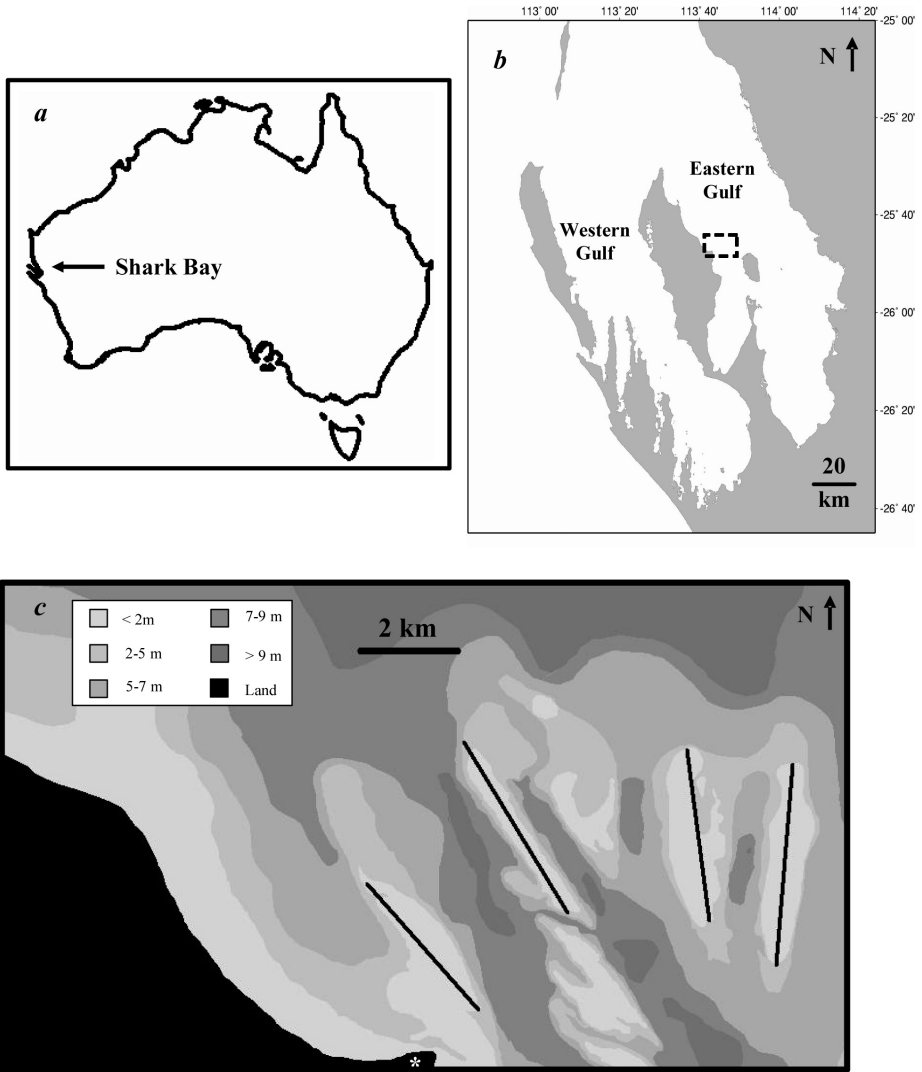 a
Shark Bay
113° 00' 113° 20' 113° 40' 114° 00' 114° 20'
-25° 00'
b
N
-25° 20'
Eastern
Gulf
-25° 40'
Western
Gulf
-26° 00'
-26° 20'
20
km
-26° 40'
c
< 2m 7-9 m
2-5 m > 9 m
5-7 m Land
2 km
N
*